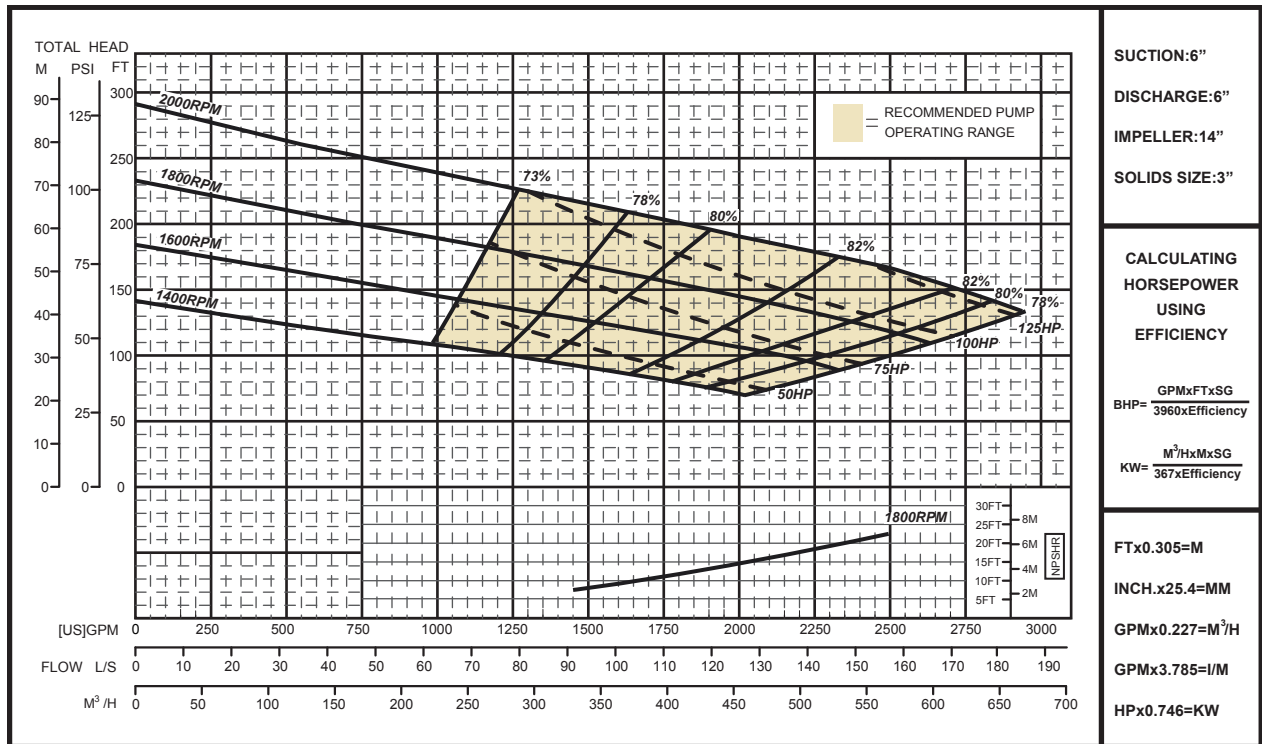 TOTAL HEAD
M PSI FT
90
80
70
60
50
40
30
20
10
0
125
100
75
50
25
0
300
250
200
150
100
50
0
2000RPM
1800RPM
1600RPM
1400RPM
73%
78%
80%
82%
82%
80%
78%
125HP
100HP
75HP
50HP
RECOMMENDED PUMP
OPERATING RANGE
1800RPM
30FT
25FT
20FT
15FT
10FT
5FT
8M
6M
4M
2M
NPSHR
[US]GPM 0 250 500 750 1000 1250 1500 1750 2000 2250 2500 2750 3000
FLOW L/S 0 10 20 30 40 50 60 70 80 90 100 110 120 130 140 150 160 170 180 190
M³/H 0 50 100 150 200 250 300 350 400 450 500 550 600 650 700
SUCTION:6”
DISCHARGE:6”
IMPELLER:14”
SOLIDS SIZE:3”
CALCULATING
HORSEPOWER
USING
EFFICIENCY
BHP= GPMxFTxSG
3960xEfficiency
KW= M³/HxMxSG
367xEfficiency
FTx0.305=M
INCH.x25.4=MM
GPMx0.227=M³/H
GPMx3.785=l/M
HPx0.746=KW